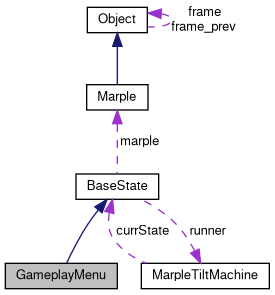 Object
frame
frame_prev
Marple
marple
BaseState
currState
runner
GameplayMenu
MarpleTiltMachine